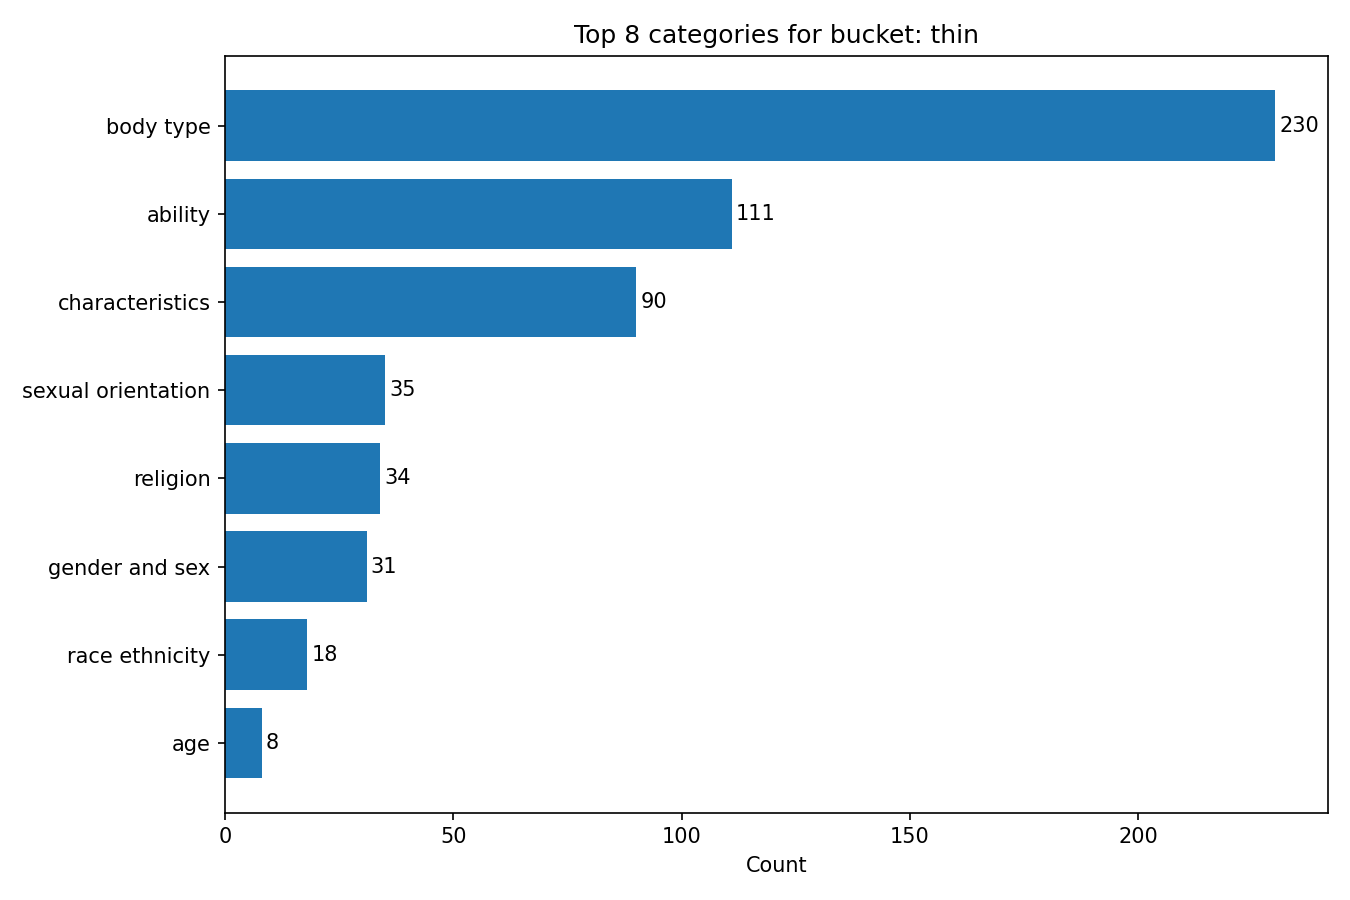 Top 8 categories for bucket: thin
body type 230
ability 111
characteristics 90
sexual orientation 35
religion 34
gender and sex 31
race ethnicity 18
age 8
0 50 100 150 200
Count